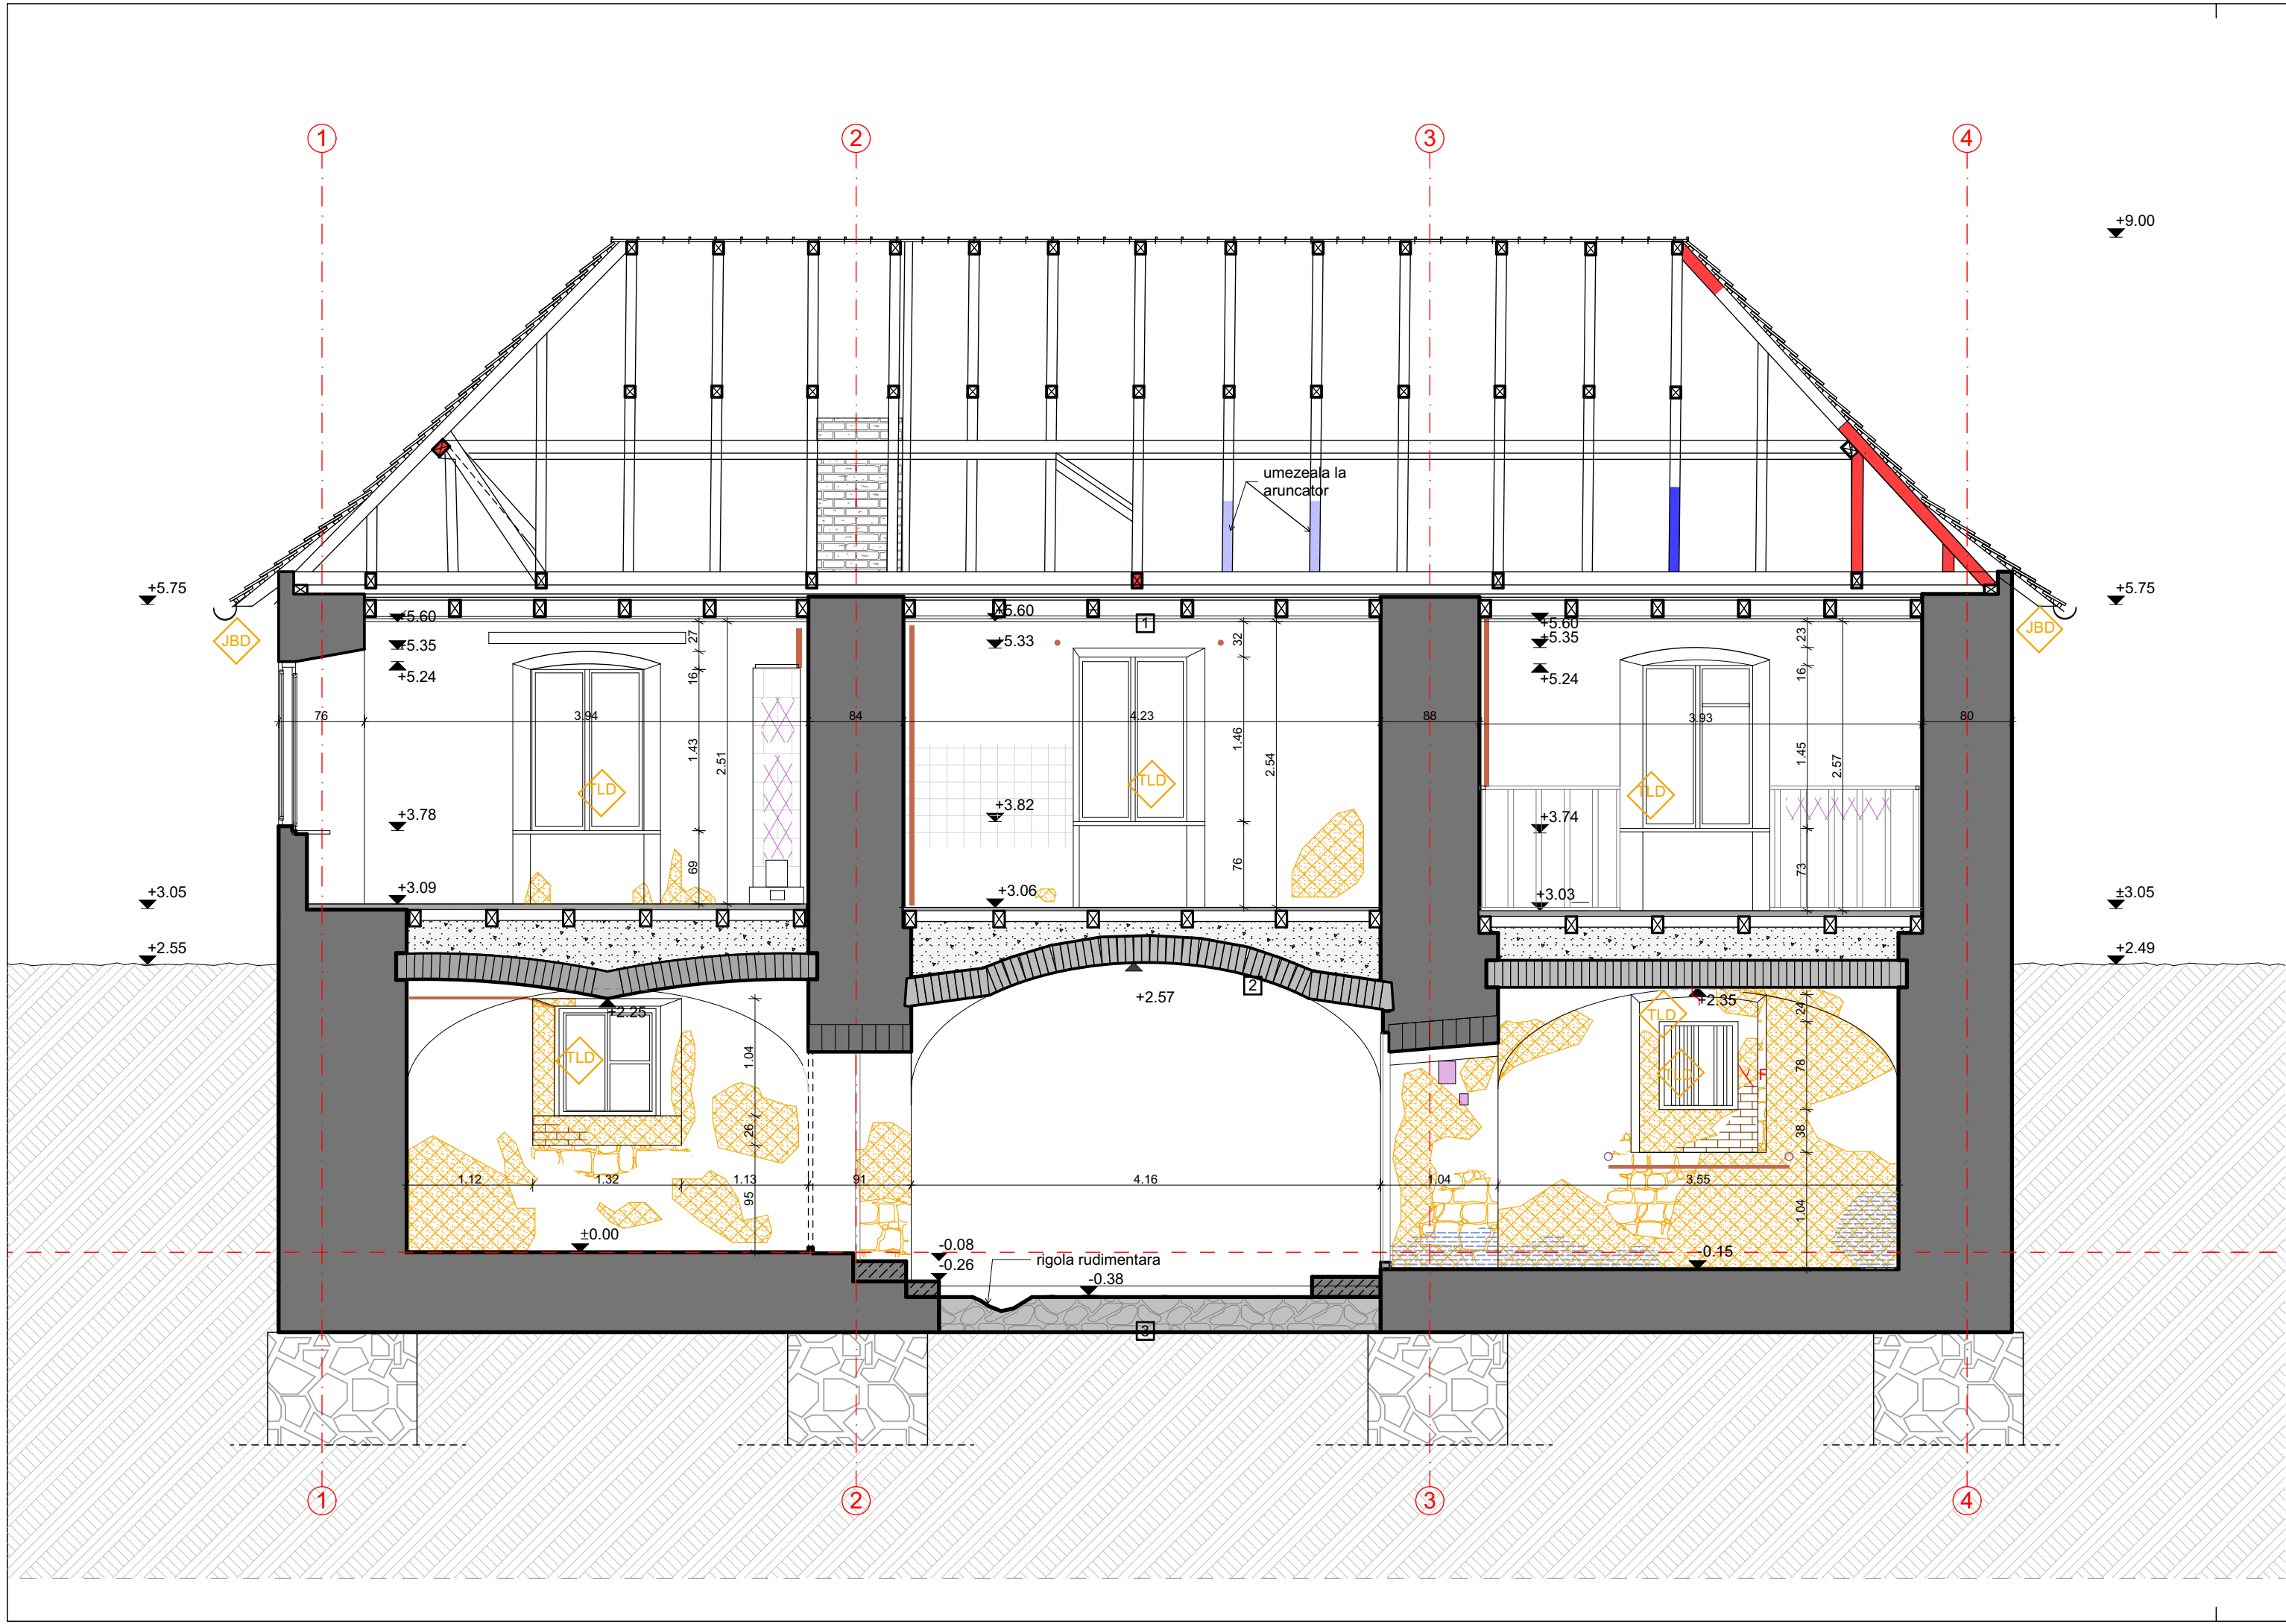 1 2 3 4
+9.00
umezeala la
aruncator
+5.75 +5.75
JBD JBD
+5.60 +5.60 1 +5.60
+5.35 +5.33 +5.35
+5.24 +5.24
27 32 23
16 16
76 3.94 84 4.23 88 3.93 80
1.43 2.51 1.46 2.54 1.45 2.57
TLD TLD TLD
+3.78 +3.82 +3.74
69 76 73
+3.05 +3.09 +3.06 +3.03 ±3.05
+2.55 +2.49
+2.25 +2.57 2 +2.35
TLD 24
TLD 1.04 TLD 78
F
26 38
1.12 1.32 1.13 91 4.16 1.04 3.55
95 1.04
±0.00 -0.08 -0.15
-0.26 rigola rudimentara
-0.38
3
1 2 3 4